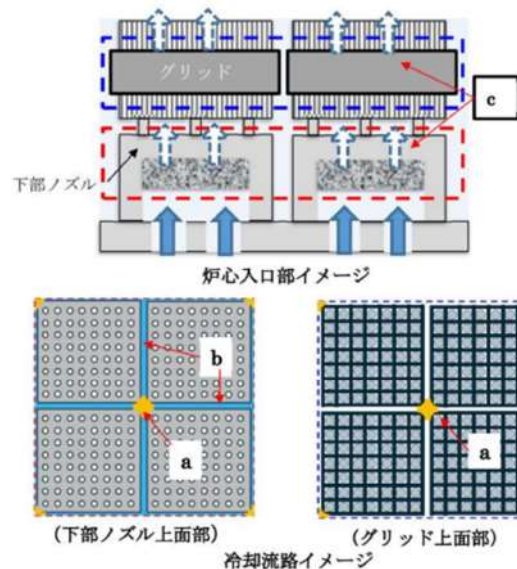 グリッド
c
下部ノズル
炉心入口部イメージ
b
a
a
(下部ノズル上面部)
(グリッド上面部)
冷却流路イメージ